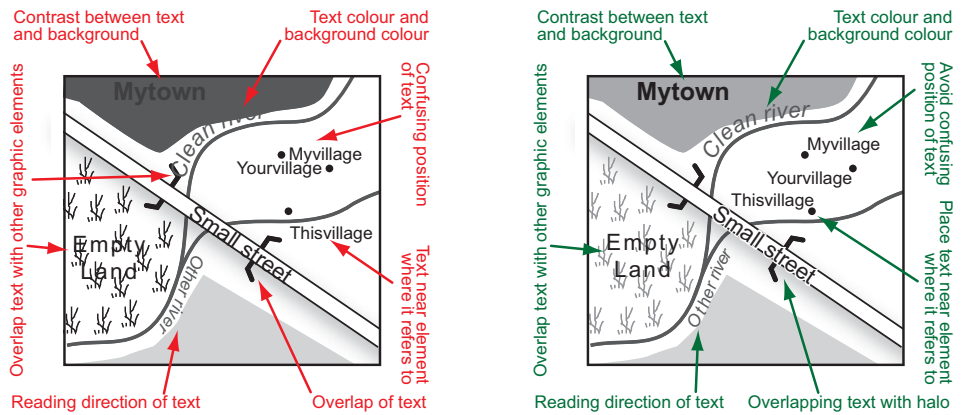 Contrast between text
and background
Text colour and
background colour
Overlap text with other graphic elements
Confusing position
of text
Mytown
Clean river
Myvillage
Yourvillage
Thisvillage
Small street
Empty
Land
Other river
Text near element
where it refers to
Reading direction of text
Overlap of text
Contrast between text
and background
Text colour and
background colour
Overlap text with other graphic elements
Avoid confusing
position of text
Mytown
Clean river
Myvillage
Yourvillage
Thisvillage
Small street
Empty
Land
Other river
Place text near element
where it refers to
Reading direction of text
Overlapping text with halo